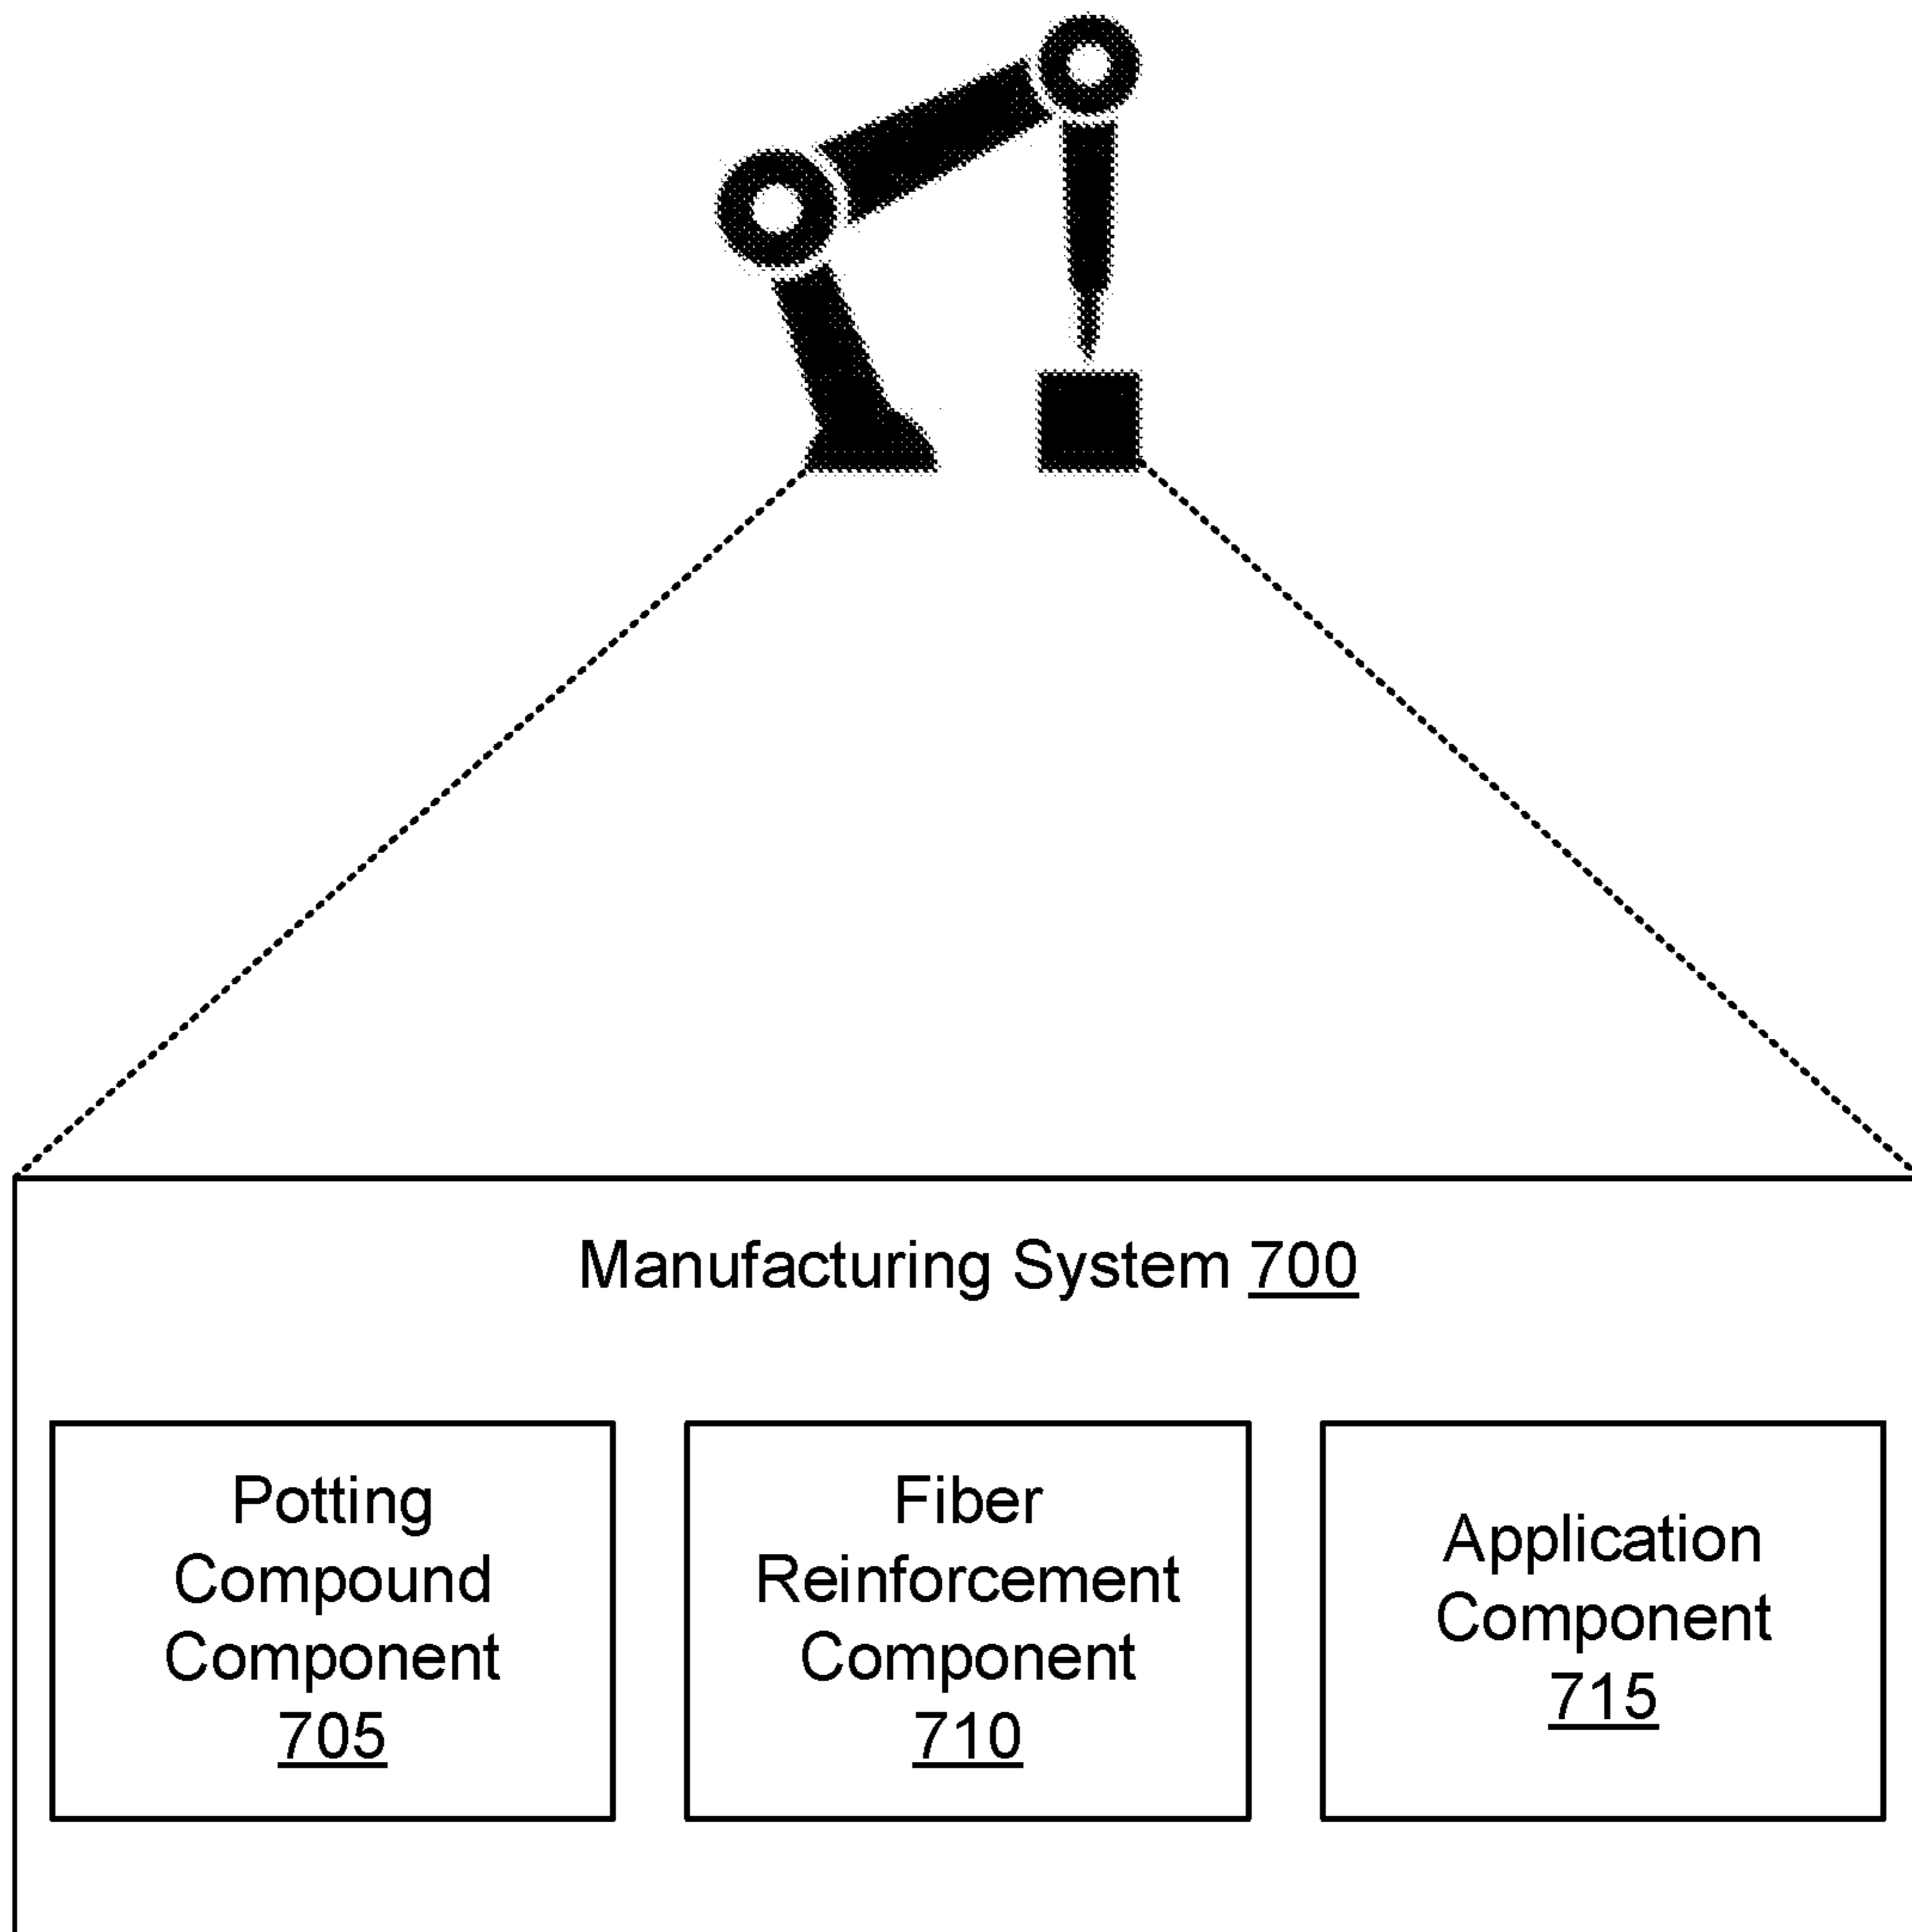 Manufacturing System 700
Potting
Compound
Component
705
Fiber
Reinforcement
Component
710
Application
Component
715